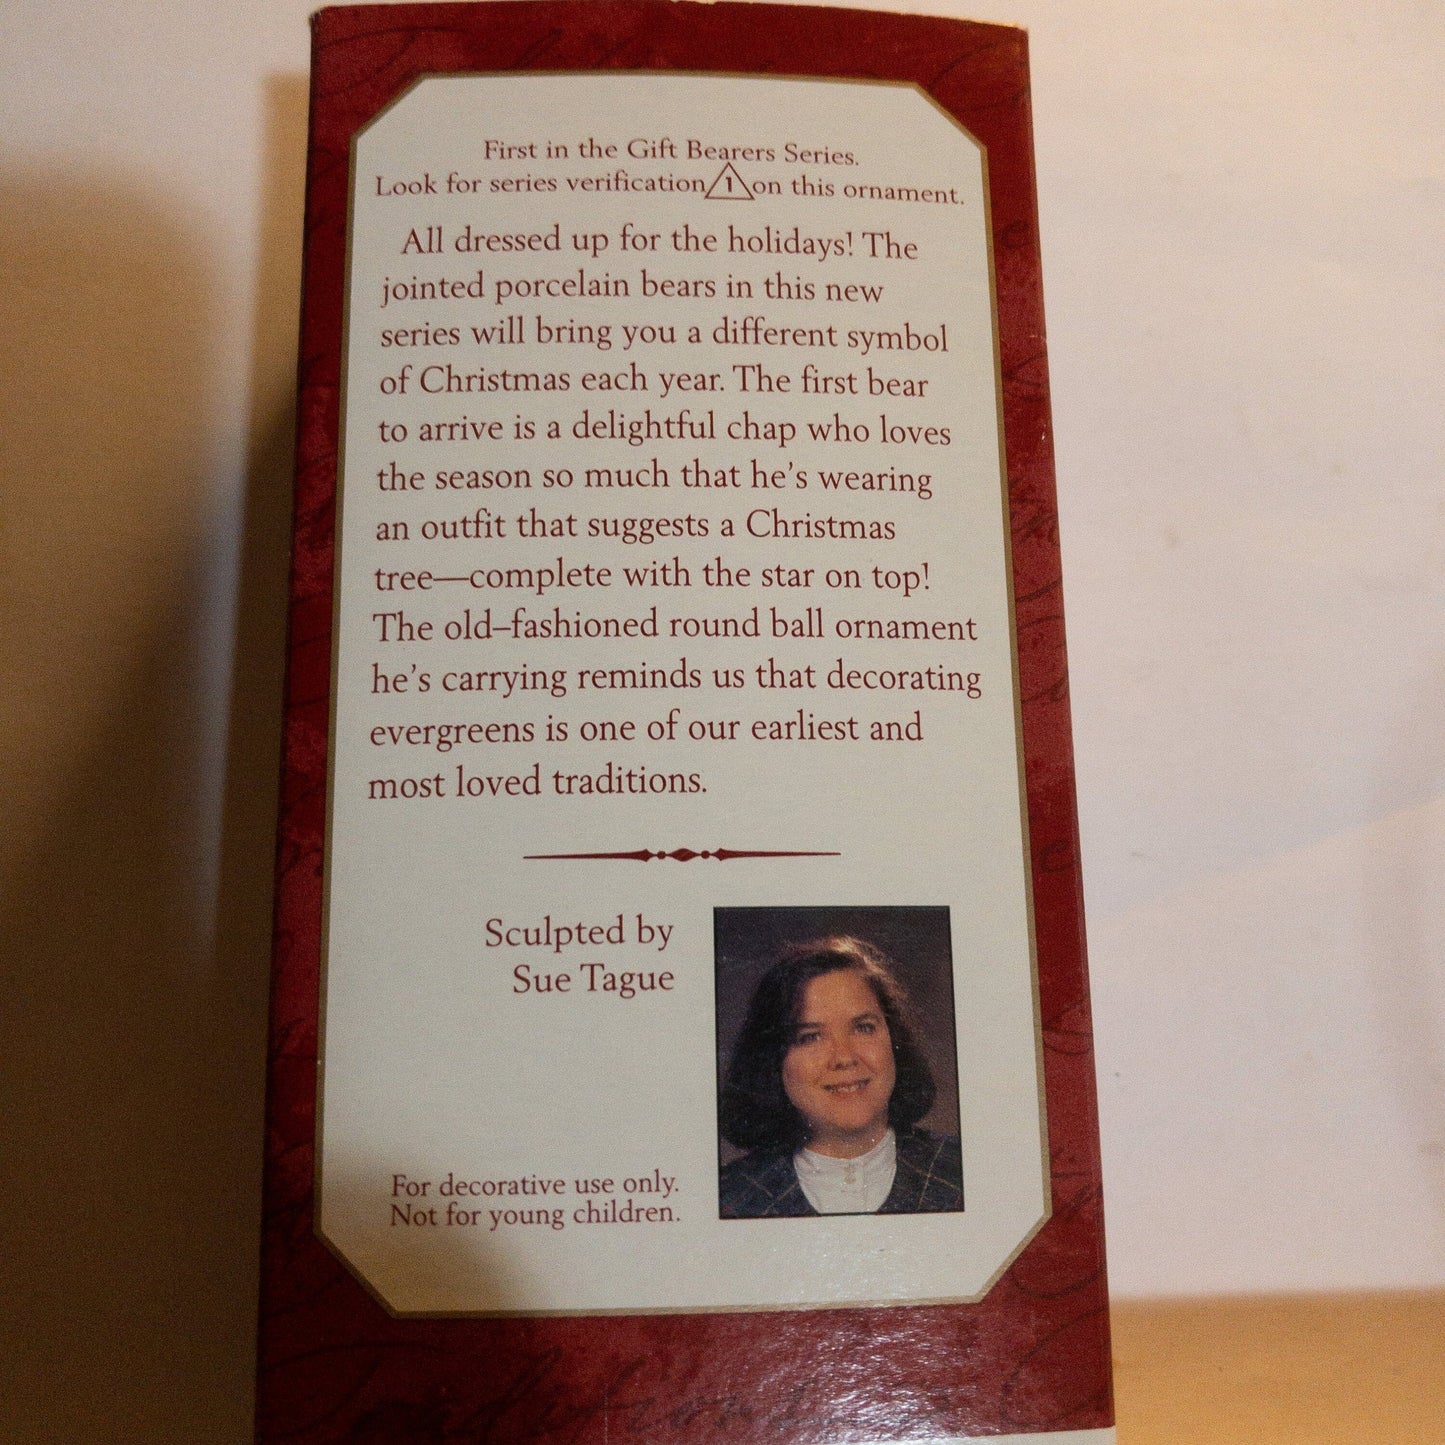 First in the Gift Bearers Series.
Look for series verification 1 on this ornament.
All dressed up for the holidays! The
jointed porcelain bears in this new
series will bring you a different symbol
of Christmas each year. The first bear
to arrive is a delightful chap who loves
the season so much that he's wearing
an outfit that suggests a Christmas
tree—complete with the star on top!
The old–fashioned round ball ornament
he's carrying reminds us that decorating
evergreens is one of our earliest and
most loved traditions.
Sculpted by
Sue Tague
For decorative use only.
Not for young children.